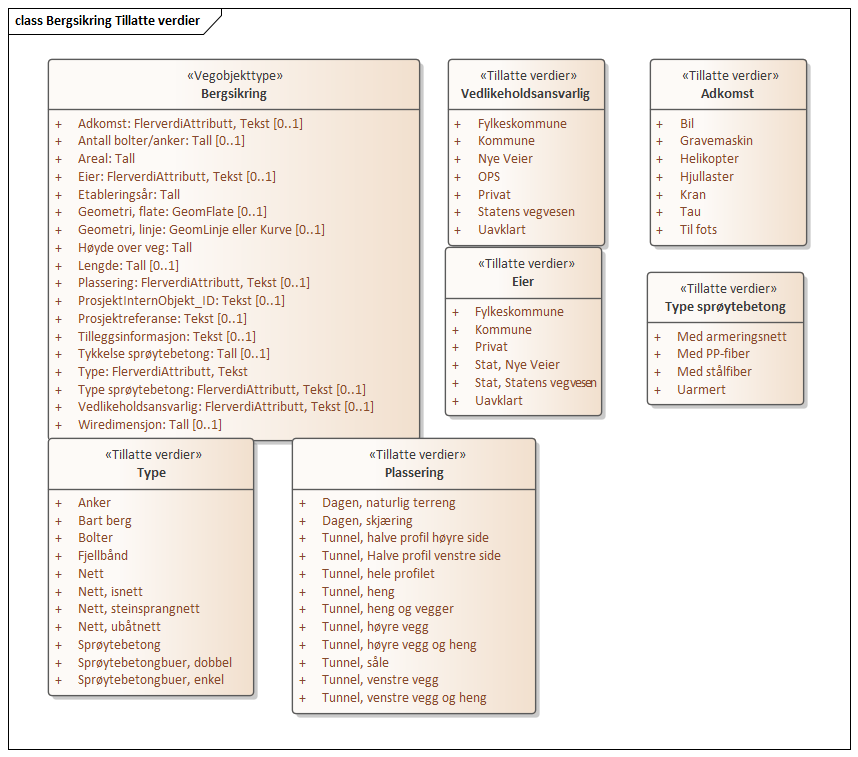 class Bergsikring Tillatte verdier
«Vegobjekttype»
Bergsikring
+ Adkomst: FlerverdiAttributt, Tekst [0..1]
+ Antall bolter/anker: Tall [0..1]
+ Areal: Tall
+ Eier: FlerverdiAttributt, Tekst [0..1]
+ Etableringsår: Tall
+ Geometri, flate: GeomFlate [0..1]
+ Geometri, linje: GeomLinje eller Kurve [0..1]
+ Høyde over veg: Tall
+ Lengde: Tall [0..1]
+ Plassering: FlerverdiAttributt, Tekst [0..1]
+ ProsjektInternObjekt_ID: Tekst [0..1]
+ Prosjektreferanse: Tekst [0..1]
+ Tilleggsinformasjon: Tekst [0..1]
+ Tykkelse sprøytebetong: Tall [0..1]
+ Type: FlerverdiAttributt, Tekst
+ Type sprøytebetong: FlerverdiAttributt, Tekst [0..1]
+ Vedlikeholdsansvarlig: FlerverdiAttributt, Tekst [0..1]
+ Wiredimensjon: Tall [0..1]
«Tillatte verdier»
Vedlikeholdsansvarlig
+ Fylkeskommune
+ Kommune
+ Nye Veier
+ OPS
+ Privat
+ Statens vegvesen
+ Uavklart
«Tillatte verdier»
Adkomst
+ Bil
+ Gravemaskin
+ Helikopter
+ Hjullaster
+ Kran
+ Tau
+ Til fots
«Tillatte verdier»
Eier
+ Fylkeskommune
+ Kommune
+ Privat
+ Stat, Nye Veier
+ Stat, Statens vegvesen
+ Uavklart
«Tillatte verdier»
Type sprøytebetong
+ Med armeringsnett
+ Med PP-fiber
+ Med stålfiber
+ Uarmert
«Tillatte verdier»
Type
+ Anker
+ Bart berg
+ Bolter
+ Fjellbånd
+ Nett
+ Nett, isnett
+ Nett, steinsprangnett
+ Nett, ubåtnett
+ Sprøytebetong
+ Sprøytebetongbuer, dobbel
+ Sprøytebetongbuer, enkel
«Tillatte verdier»
Plassering
+ Dagen, naturlig terreng
+ Dagen, skjæring
+ Tunnel, halve profil høyre side
+ Tunnel, Halve profil venstre side
+ Tunnel, hele profilet
+ Tunnel, heng
+ Tunnel, heng og vegger
+ Tunnel, høyre vegg
+ Tunnel, høyre vegg og heng
+ Tunnel, såle
+ Tunnel, venstre vegg
+ Tunnel, venstre vegg og heng